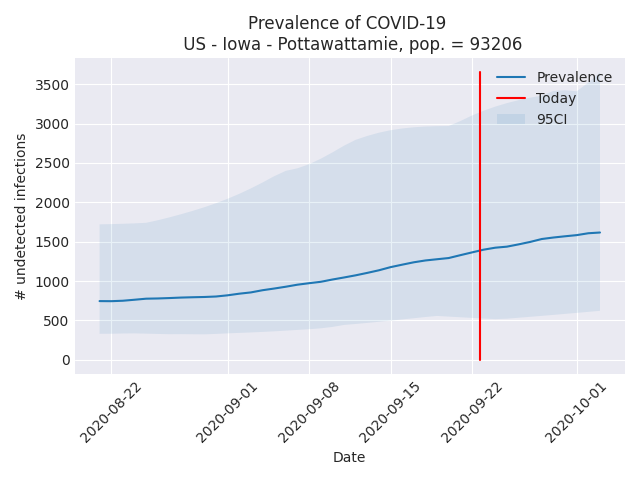 Prevalence of COVID-19
US - Iowa - Pottawattamie, pop. = 93206
Prevalence
Today
95CI
# undetected infections
3500
3000
2500
2000
1500
1000
500
0
2020-08-22
2020-09-01
2020-09-08
2020-09-15
2020-09-22
2020-10-01
Date